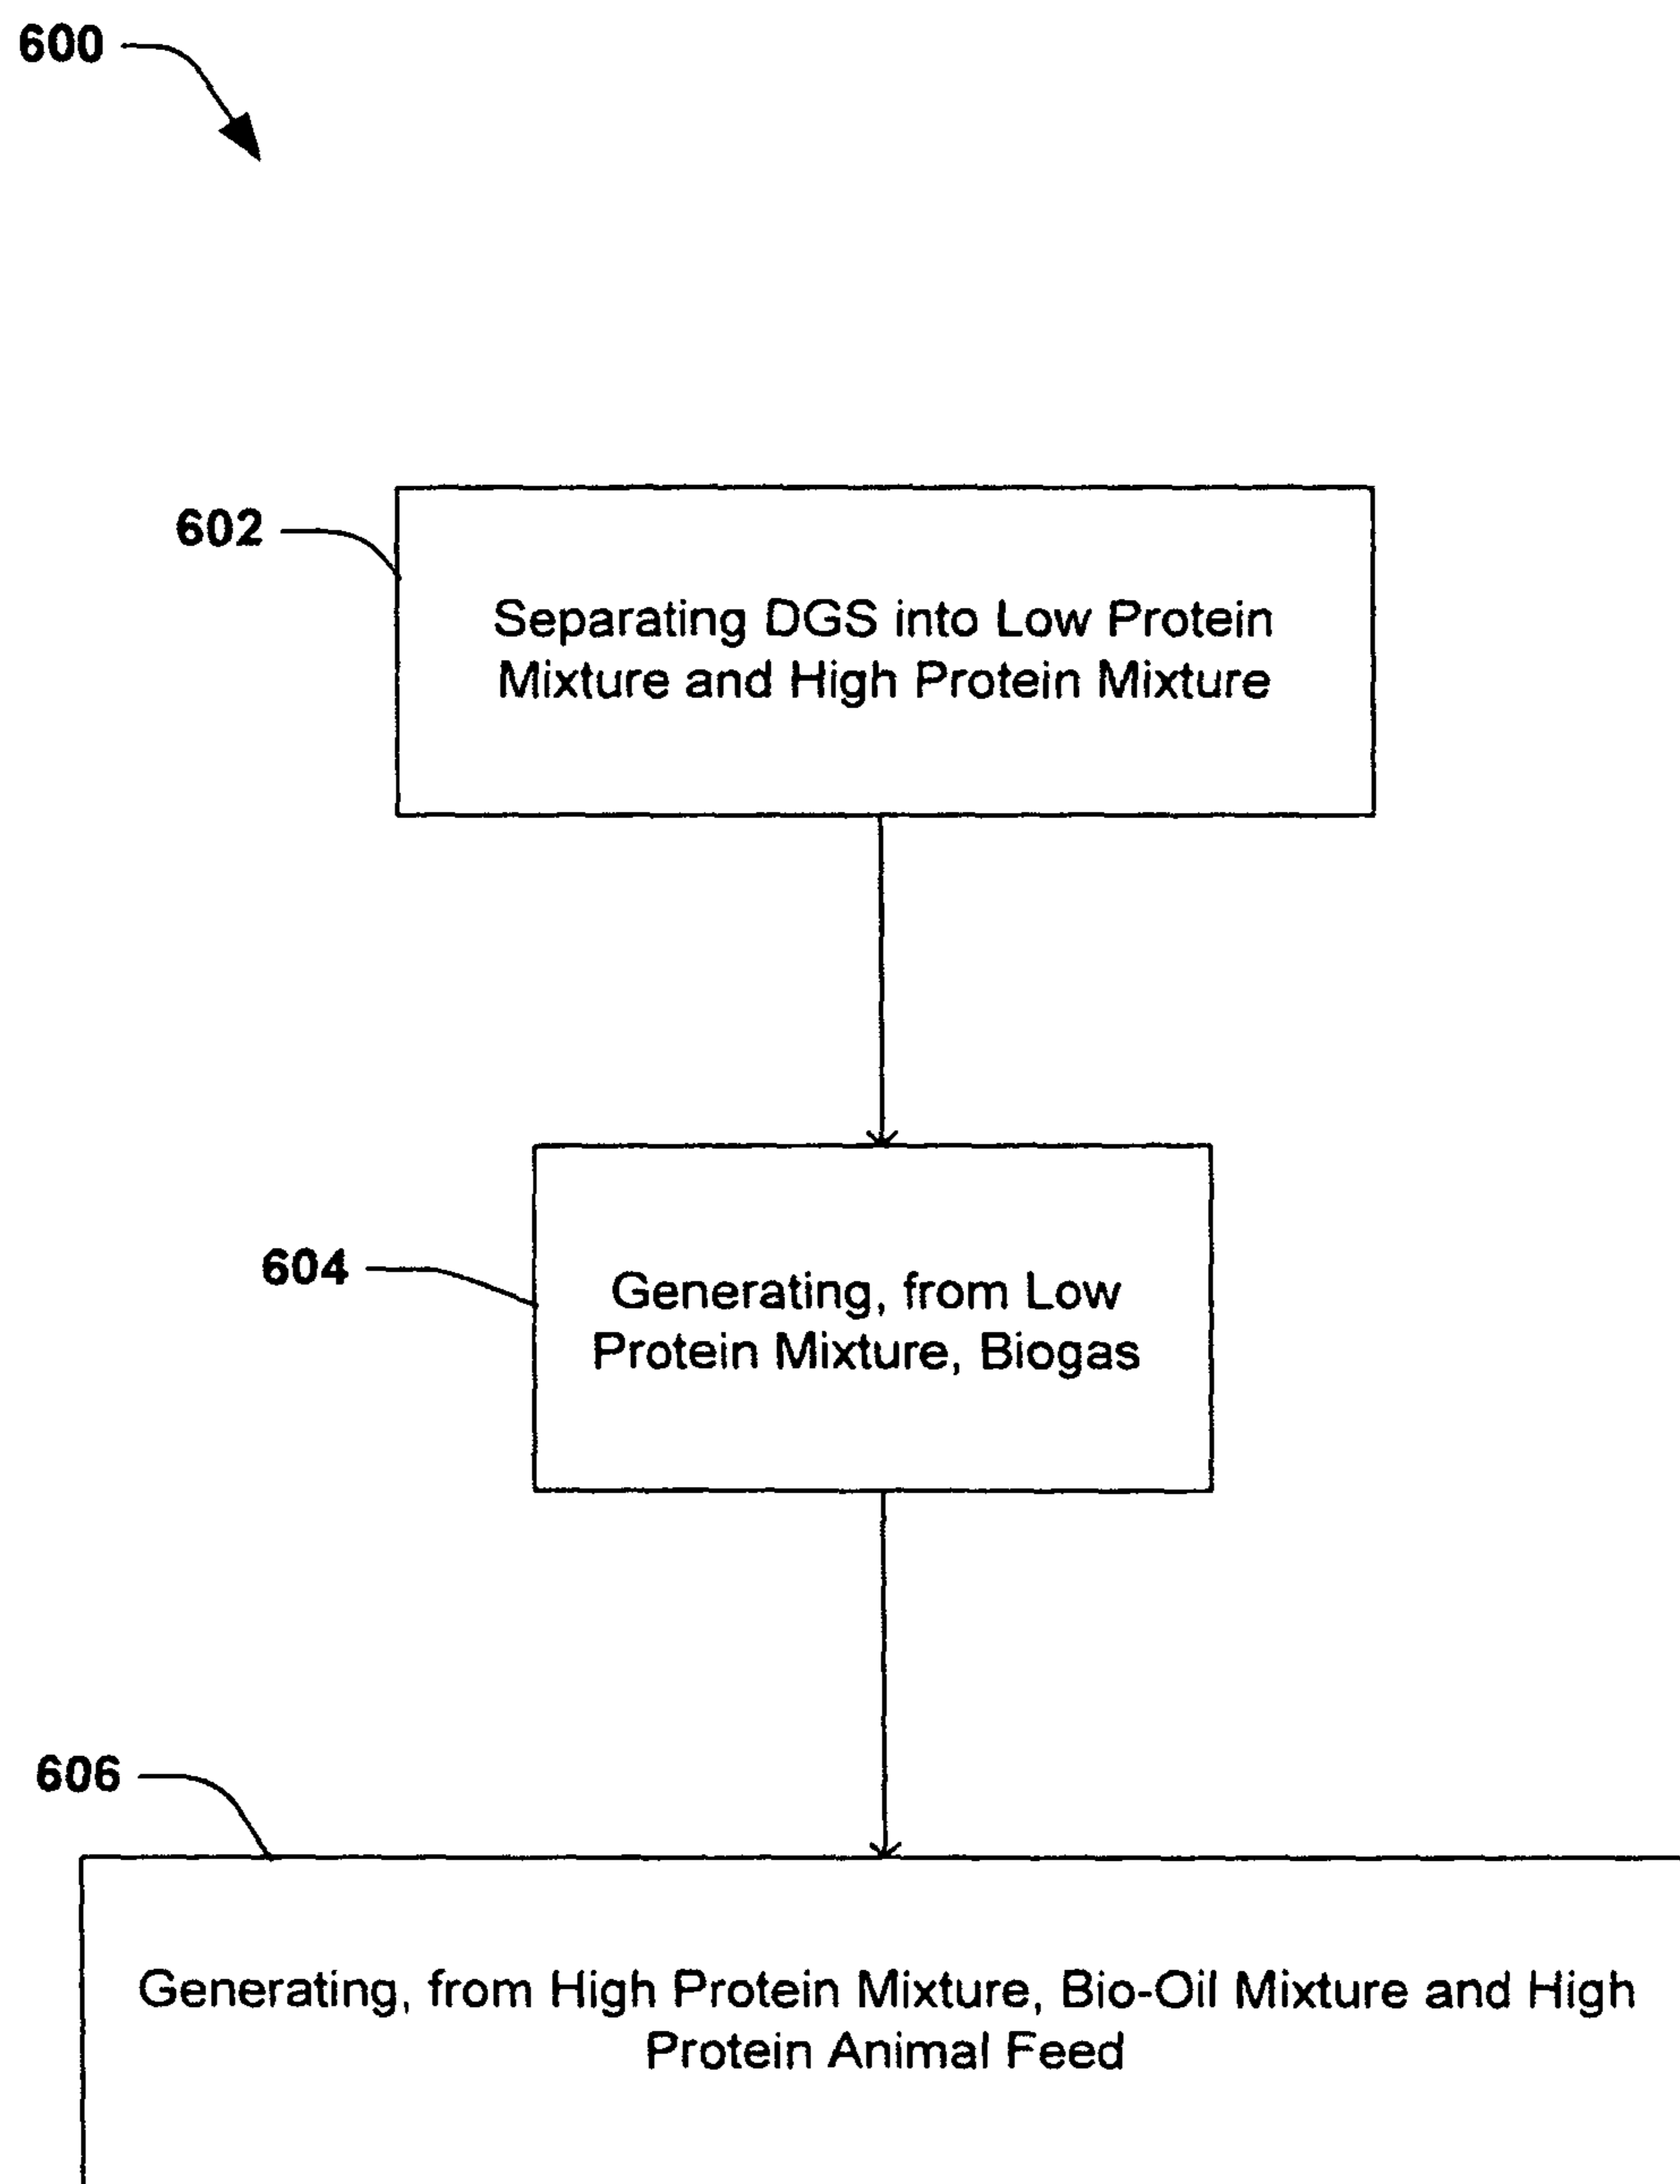 600
602
Separating DGS into Low Protein
Mixture and High Protein Mixture
604
Generating, from Low
Protein Mixture, Biogas
606
Generating, from High Protein Mixture, Bio-Oil Mixture and High
Protein Animal Feed